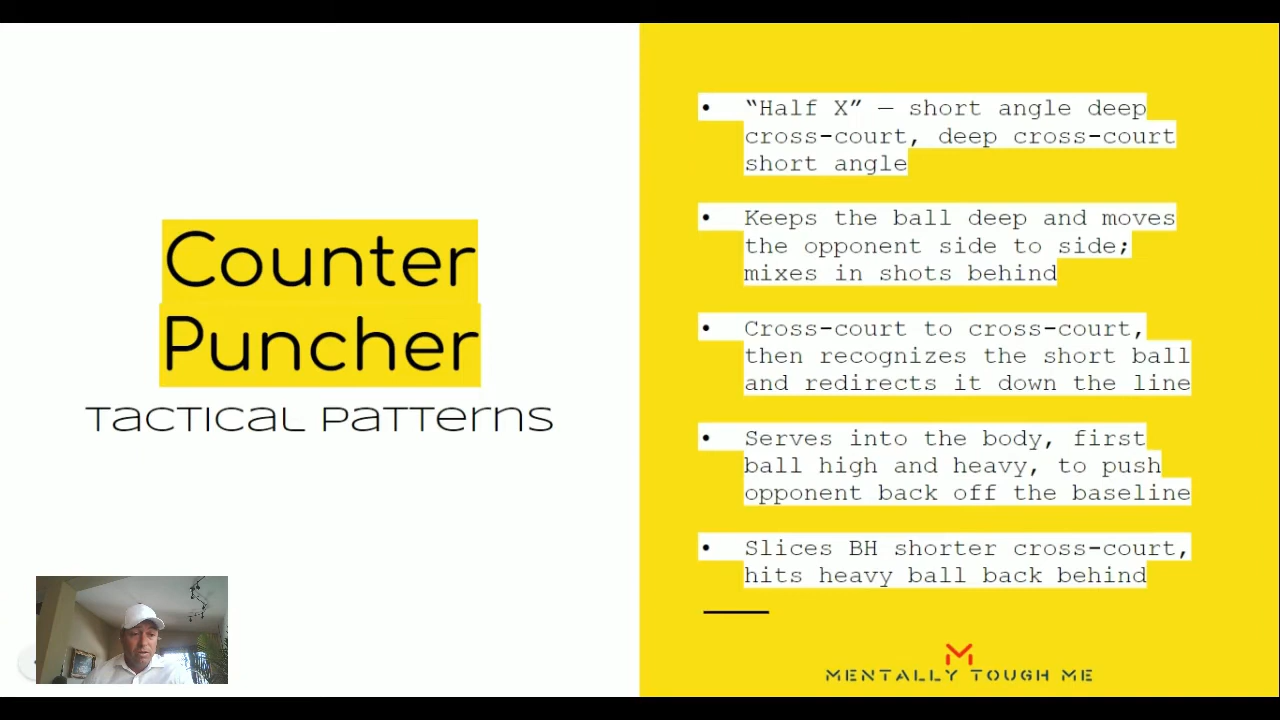 Counter
Puncher
Tactical Patterns
• “Half X” — short angle deep
cross-court, deep cross-court
short angle
• Keeps the ball deep and moves
the opponent side to side;
mixes in shots behind
• Cross-court to cross-court,
then recognizes the short ball
and redirects it down the line
• Serves into the body, first
ball high and heavy, to push
opponent back off the baseline
• Slices BH shorter cross-court,
hits heavy ball back behind
MENTALLY TOUGH ME